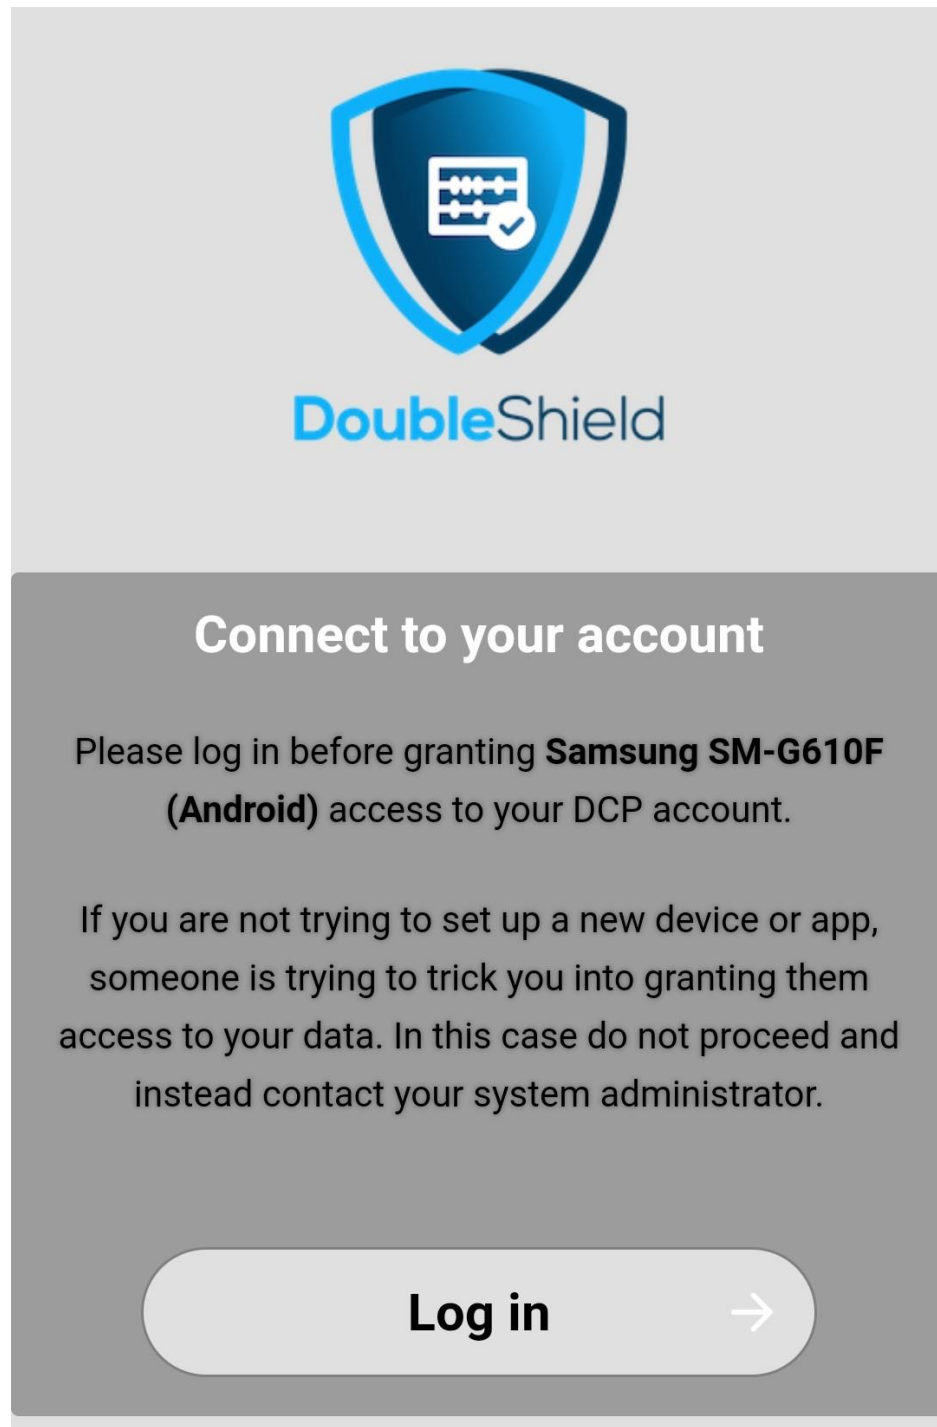 DoubleShield
Connect to your account
Please log in before granting Samsung SM-G610F
(Android) access to your DCP account.
If you are not trying to set up a new device or app,
someone is trying to trick you into granting them
access to your data. In this case do not proceed and
instead contact your system administrator.
Log in